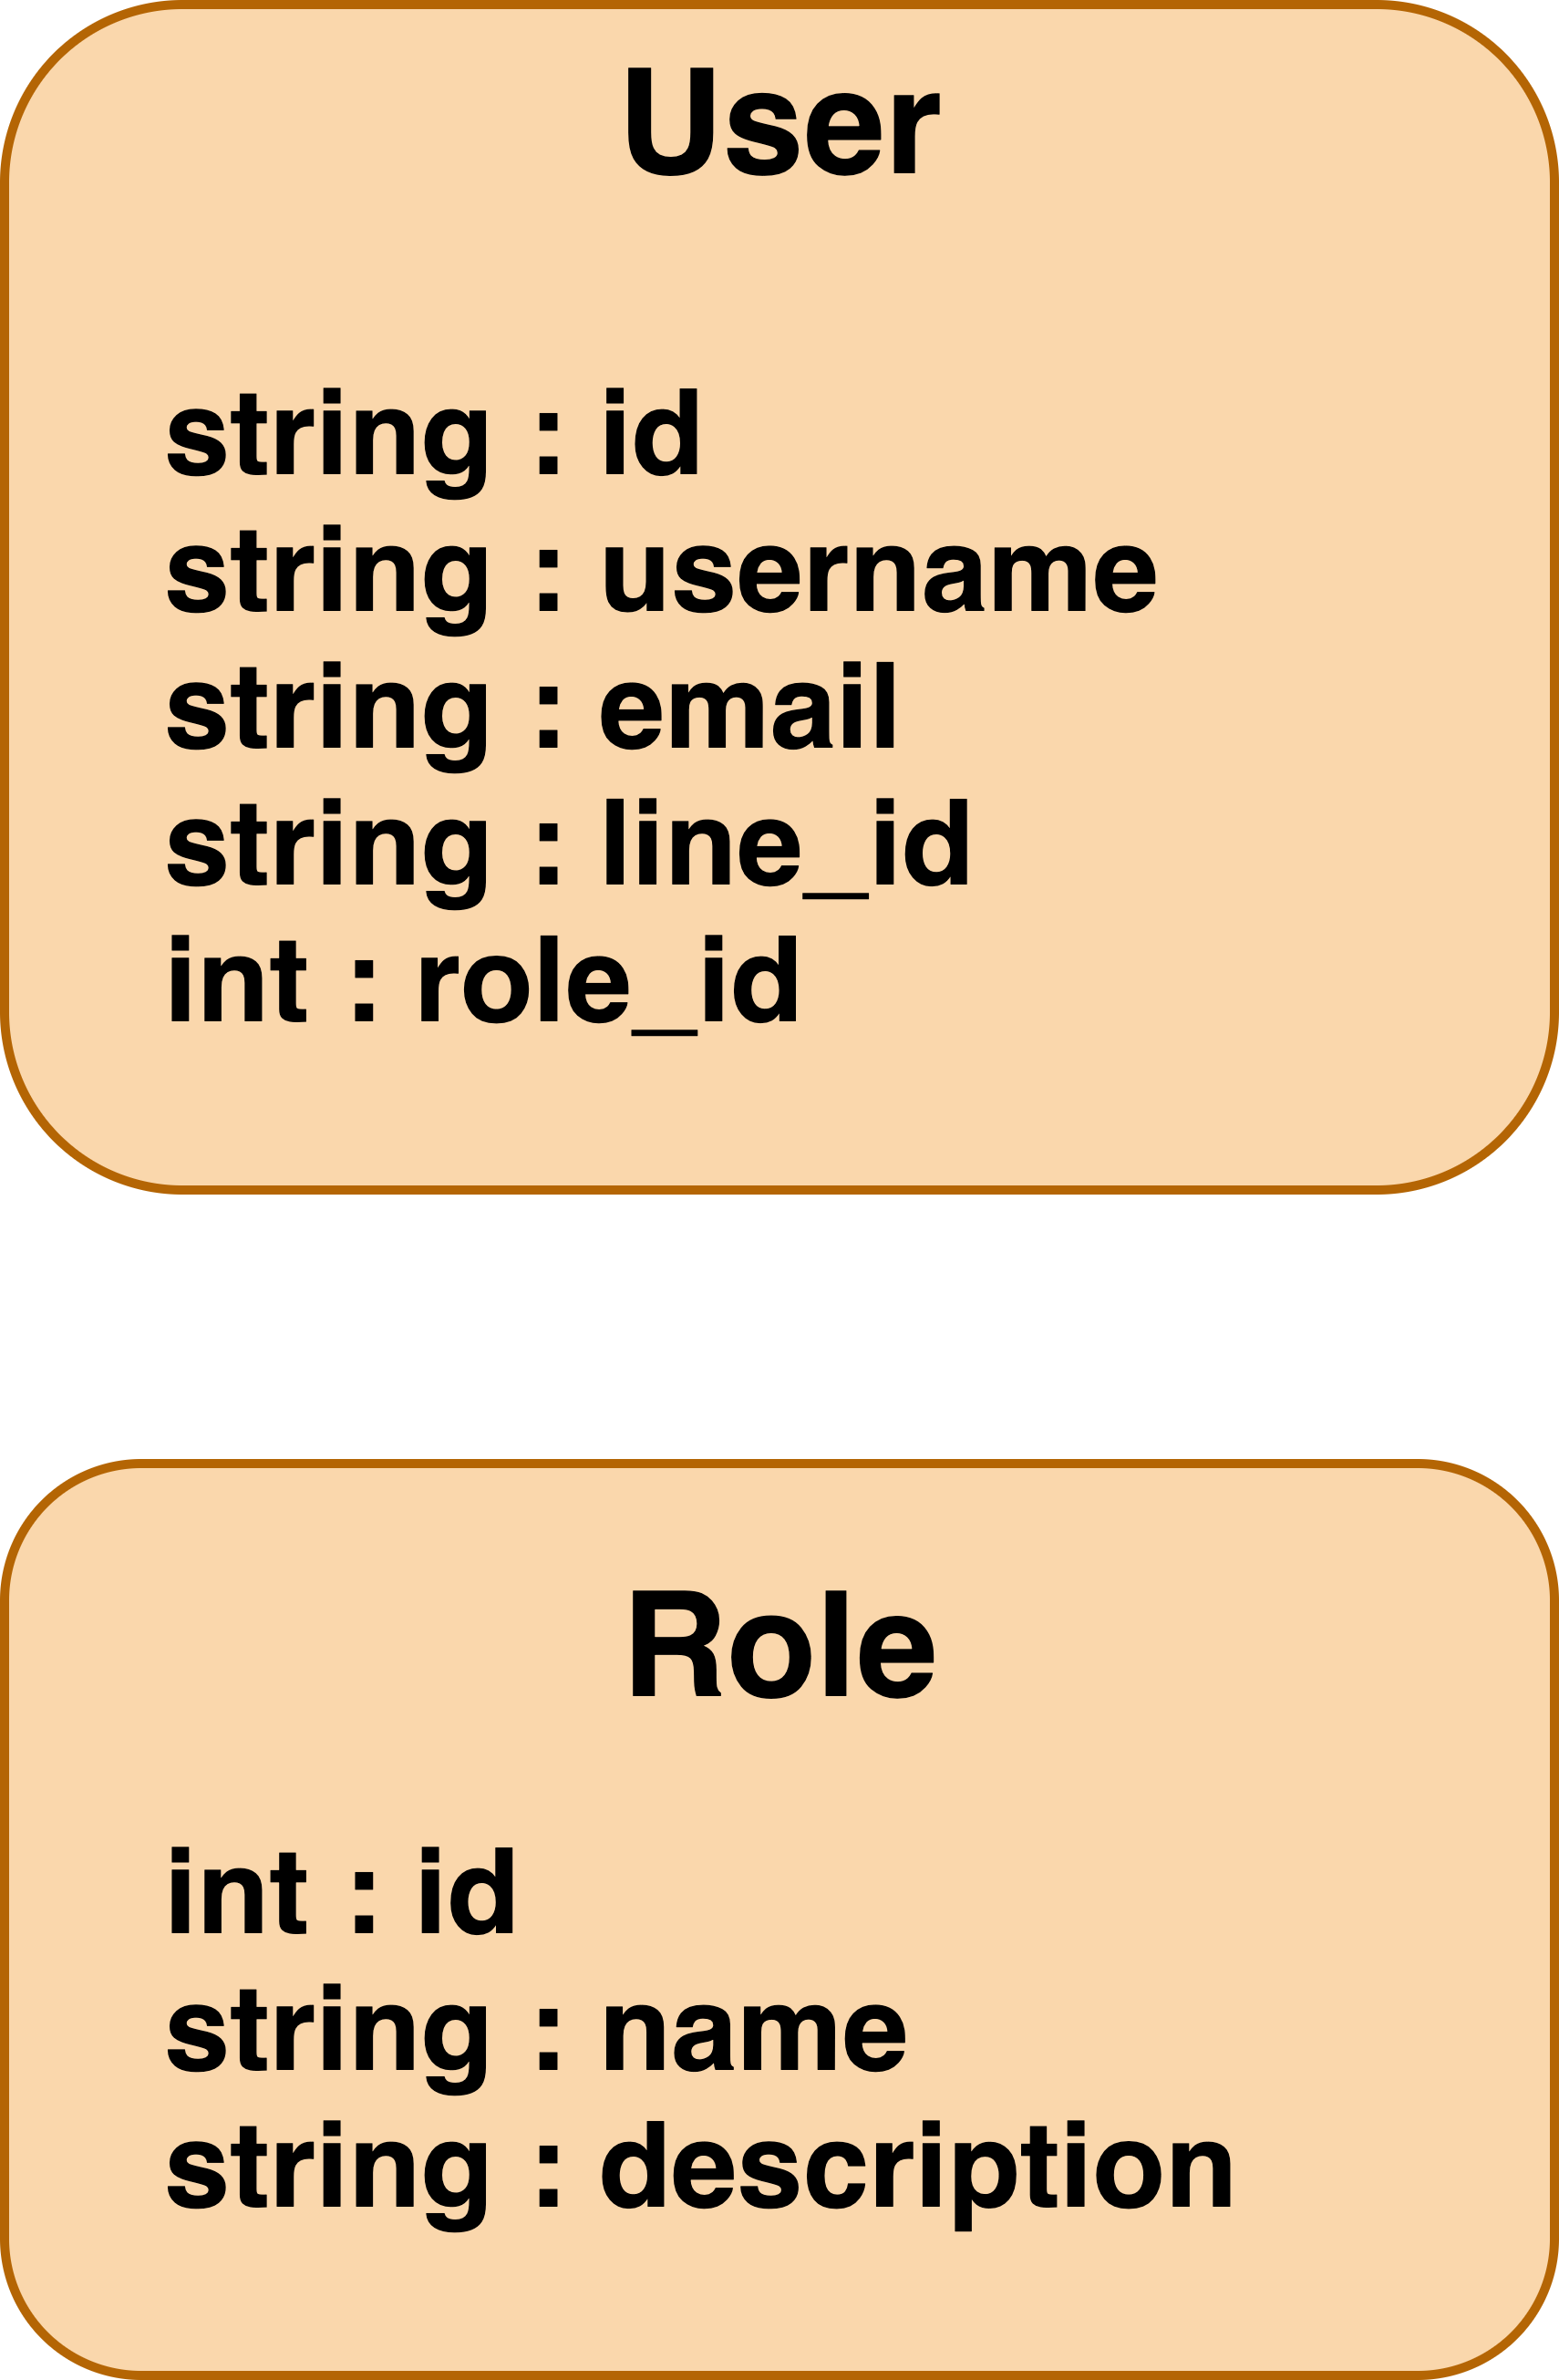 User
string : id
string : username
string : email
string : line_id
int : role_id
Role
int : id
string : name
string : description